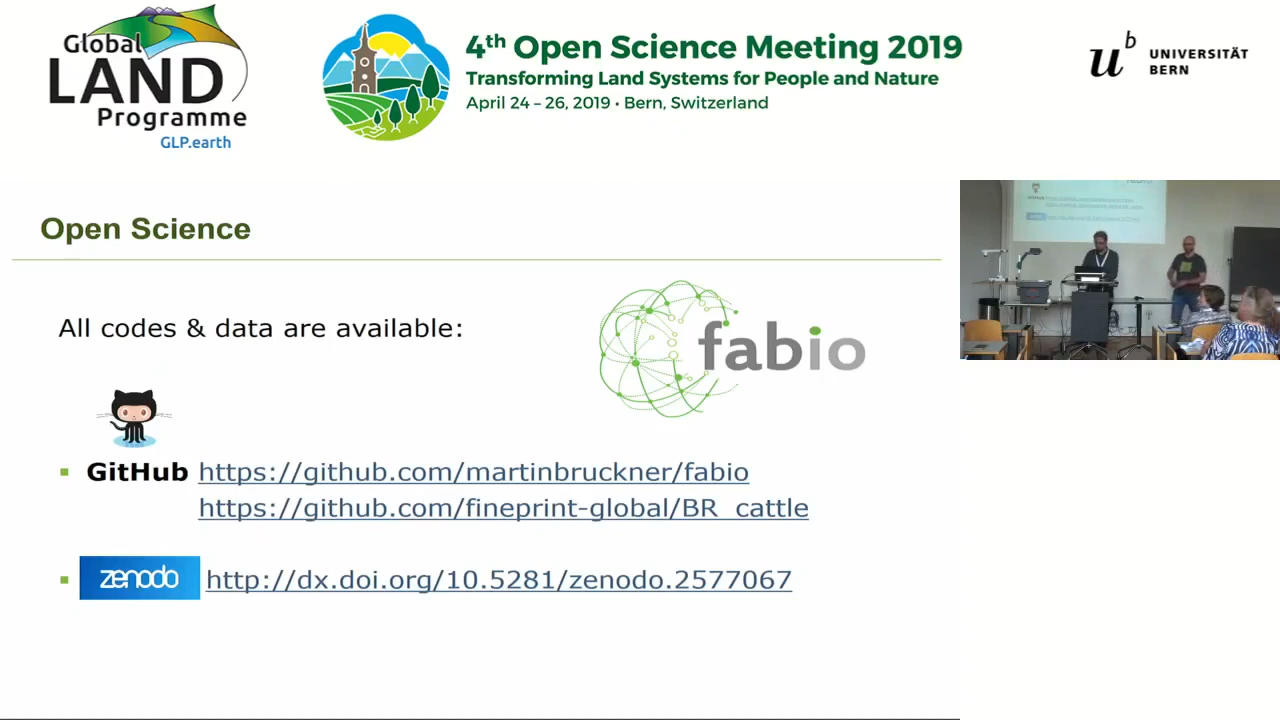 Global
LAND
Programme
GLP.earth
4th Open Science Meeting 2019
Transforming Land Systems for People and Nature
April 24 – 26, 2019 • Bern, Switzerland
u b
UNIVERSITÄT
BERN
Open Science
All codes & data are available:
fabio
GitHub https://github.com/martinbruckner/fabio
https://github.com/fineprint-global/BR_cattle
zenodo http://dx.doi.org/10.5281/zenodo.2577067